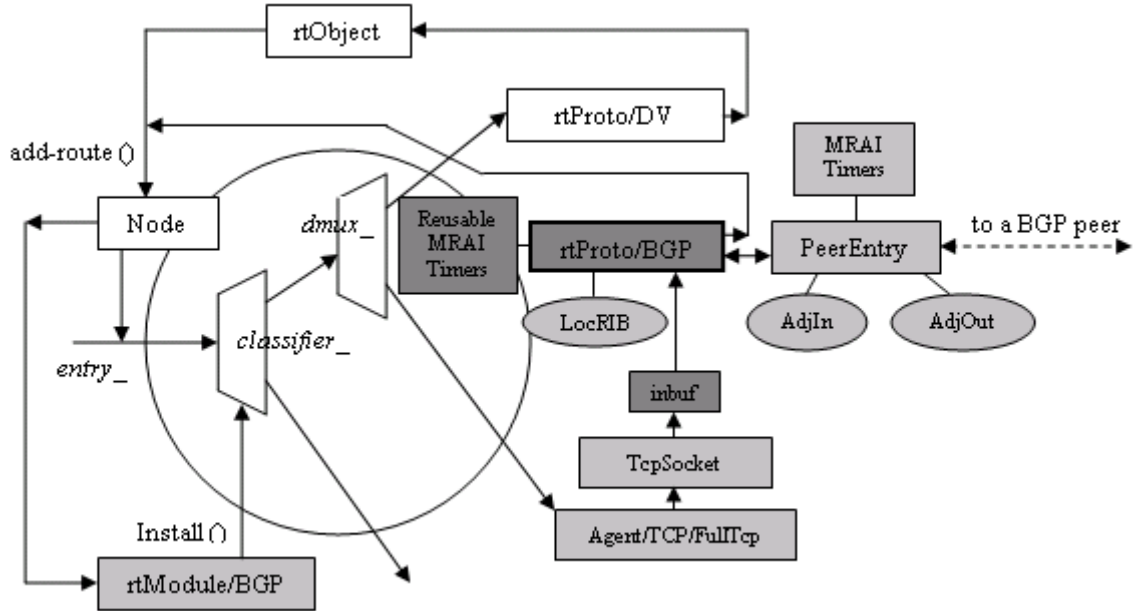 rtObject
rtProto/DV
add-route ()
MRAI
Timers
Node
dmux_
Reusable
MRAI
Timers
rtProto/BGP
PeerEntry
to a BGP peer
LocRIB
AdjIn
AdjOut
classifier_
entry_
inbuf
TcpSocket
Install ()
Agent/TCP/FullTcp
rtModule/BGP